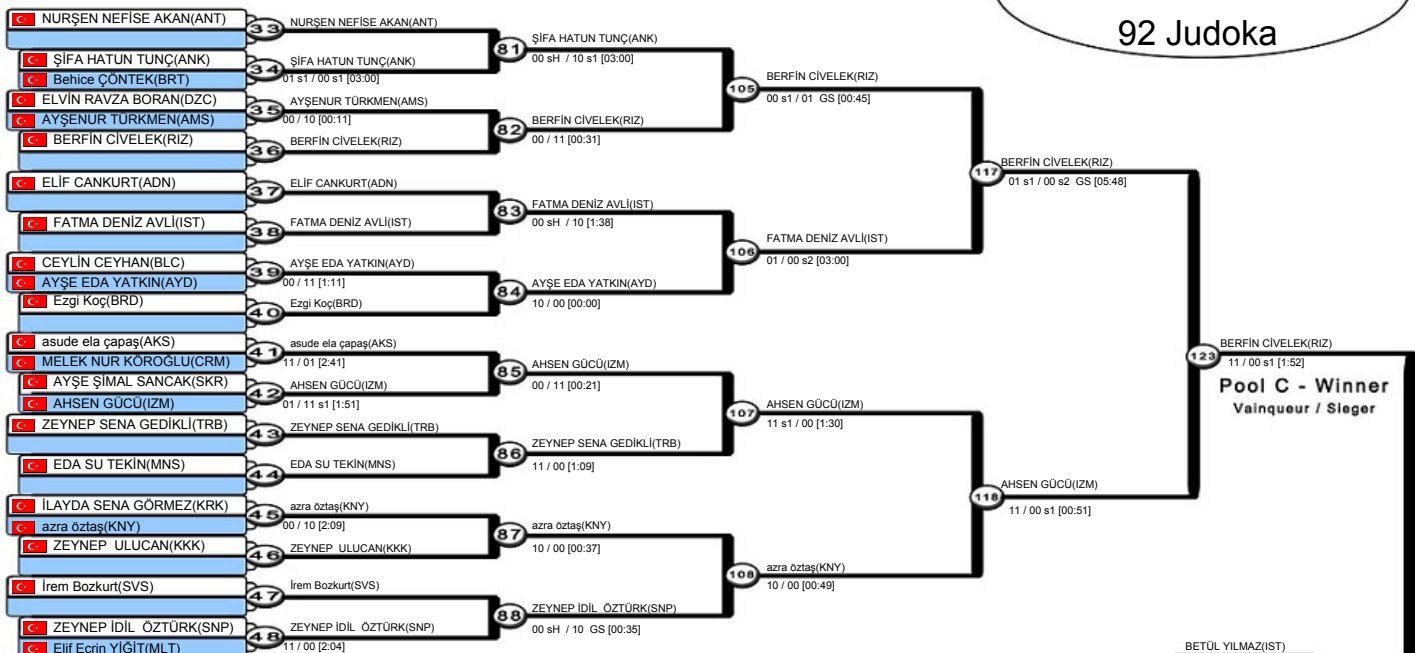 92 Judoka
NURŞEN NEFİSE AKAN(ANT)
ŞİFA HATUN TUNÇ(ANK)
Behice ÇÖNTEK(BRT)
ELVİN RAVZA BORAN(DZC)
AYŞENUR TÜRKMEN(AMS)
BERFİN CİVELEK(RIZ)
ELİF CANKURT(ADN)
FATMA DENİZ AVLİ(IST)
CEYLİN CEYHAN(BLC)
AYŞE EDA YATKIN(AYD)
Ezgi Koç(BRD)
asude ela çapaş(AKS)
MELEK NUR KÖROĞLU(CRM)
AYŞE ŞİMAL SANCAK(SKR)
AHSEN GÜCÜ(IZM)
ZEYNEP SENA GEDİKLİ(TRB)
EDA SU TEKİN(MNS)
İLAYDA SENA GÖRMEZ(KRK)
azra öztaş(KNY)
ZEYNEP ULUCAN(KKK)
İrem Bozkurt(SVS)
ZEYNEP İDİL ÖZTÜRK(SNP)
Elif Ecrin YİĞİT(MLT)
33 NURŞEN NEFİSE AKAN(ANT)
34 ŞİFA HATUN TUNÇ(ANK)
01 s1 / 00 s1 [03:00]
35 AYŞENUR TÜRKMEN(AMS)
00 / 10 [00:11]
36 BERFİN CİVELEK(RIZ)
37 ELİF CANKURT(ADN)
38 FATMA DENİZ AVLİ(IST)
39 AYŞE EDA YATKIN(AYD)
00 / 11 [1:11]
40 Ezgi Koç(BRD)
41 asude ela çapaş(AKS)
11 / 01 [2:41]
42 AHSEN GÜCÜ(IZM)
01 / 11 s1 [1:51]
43 ZEYNEP SENA GEDİKLİ(TRB)
44 EDA SU TEKİN(MNS)
45 azra öztaş(KNY)
00 / 10 [2:09]
46 ZEYNEP ULUCAN(KKK)
47 İrem Bozkurt(SVS)
48 ZEYNEP İDİL ÖZTÜRK(SNP)
11 / 00 [2:04]
81 ŞİFA HATUN TUNÇ(ANK)
00 sH / 10 s1 [03:00]
82 BERFİN CİVELEK(RIZ)
00 / 11 [00:31]
83 FATMA DENİZ AVLİ(IST)
00 sH / 10 [1:38]
84 AYŞE EDA YATKIN(AYD)
10 / 00 [00:00]
85 AHSEN GÜCÜ(IZM)
00 / 11 [00:21]
86 ZEYNEP SENA GEDİKLİ(TRB)
11 / 00 [1:09]
87 azra öztaş(KNY)
10 / 00 [00:37]
88 ZEYNEP İDİL ÖZTÜRK(SNP)
00 sH / 10 GS [00:35]
105 BERFİN CİVELEK(RIZ)
00 s1 / 01 GS [00:45]
106 FATMA DENİZ AVLİ(IST)
01 / 00 s2 [03:00]
107 AHSEN GÜCÜ(IZM)
11 s1 / 00 [1:30]
108 azra öztaş(KNY)
10 / 00 [00:49]
117 BERFİN CİVELEK(RIZ)
01 s1 / 00 s2 GS [05:48]
118 AHSEN GÜCÜ(IZM)
11 / 00 s1 [00:51]
123 BERFİN CİVELEK(RIZ)
11 / 00 s1 [1:52]
Pool C - Winner
Vainqueur / Sieger
BETÜL YILMAZ(IST)